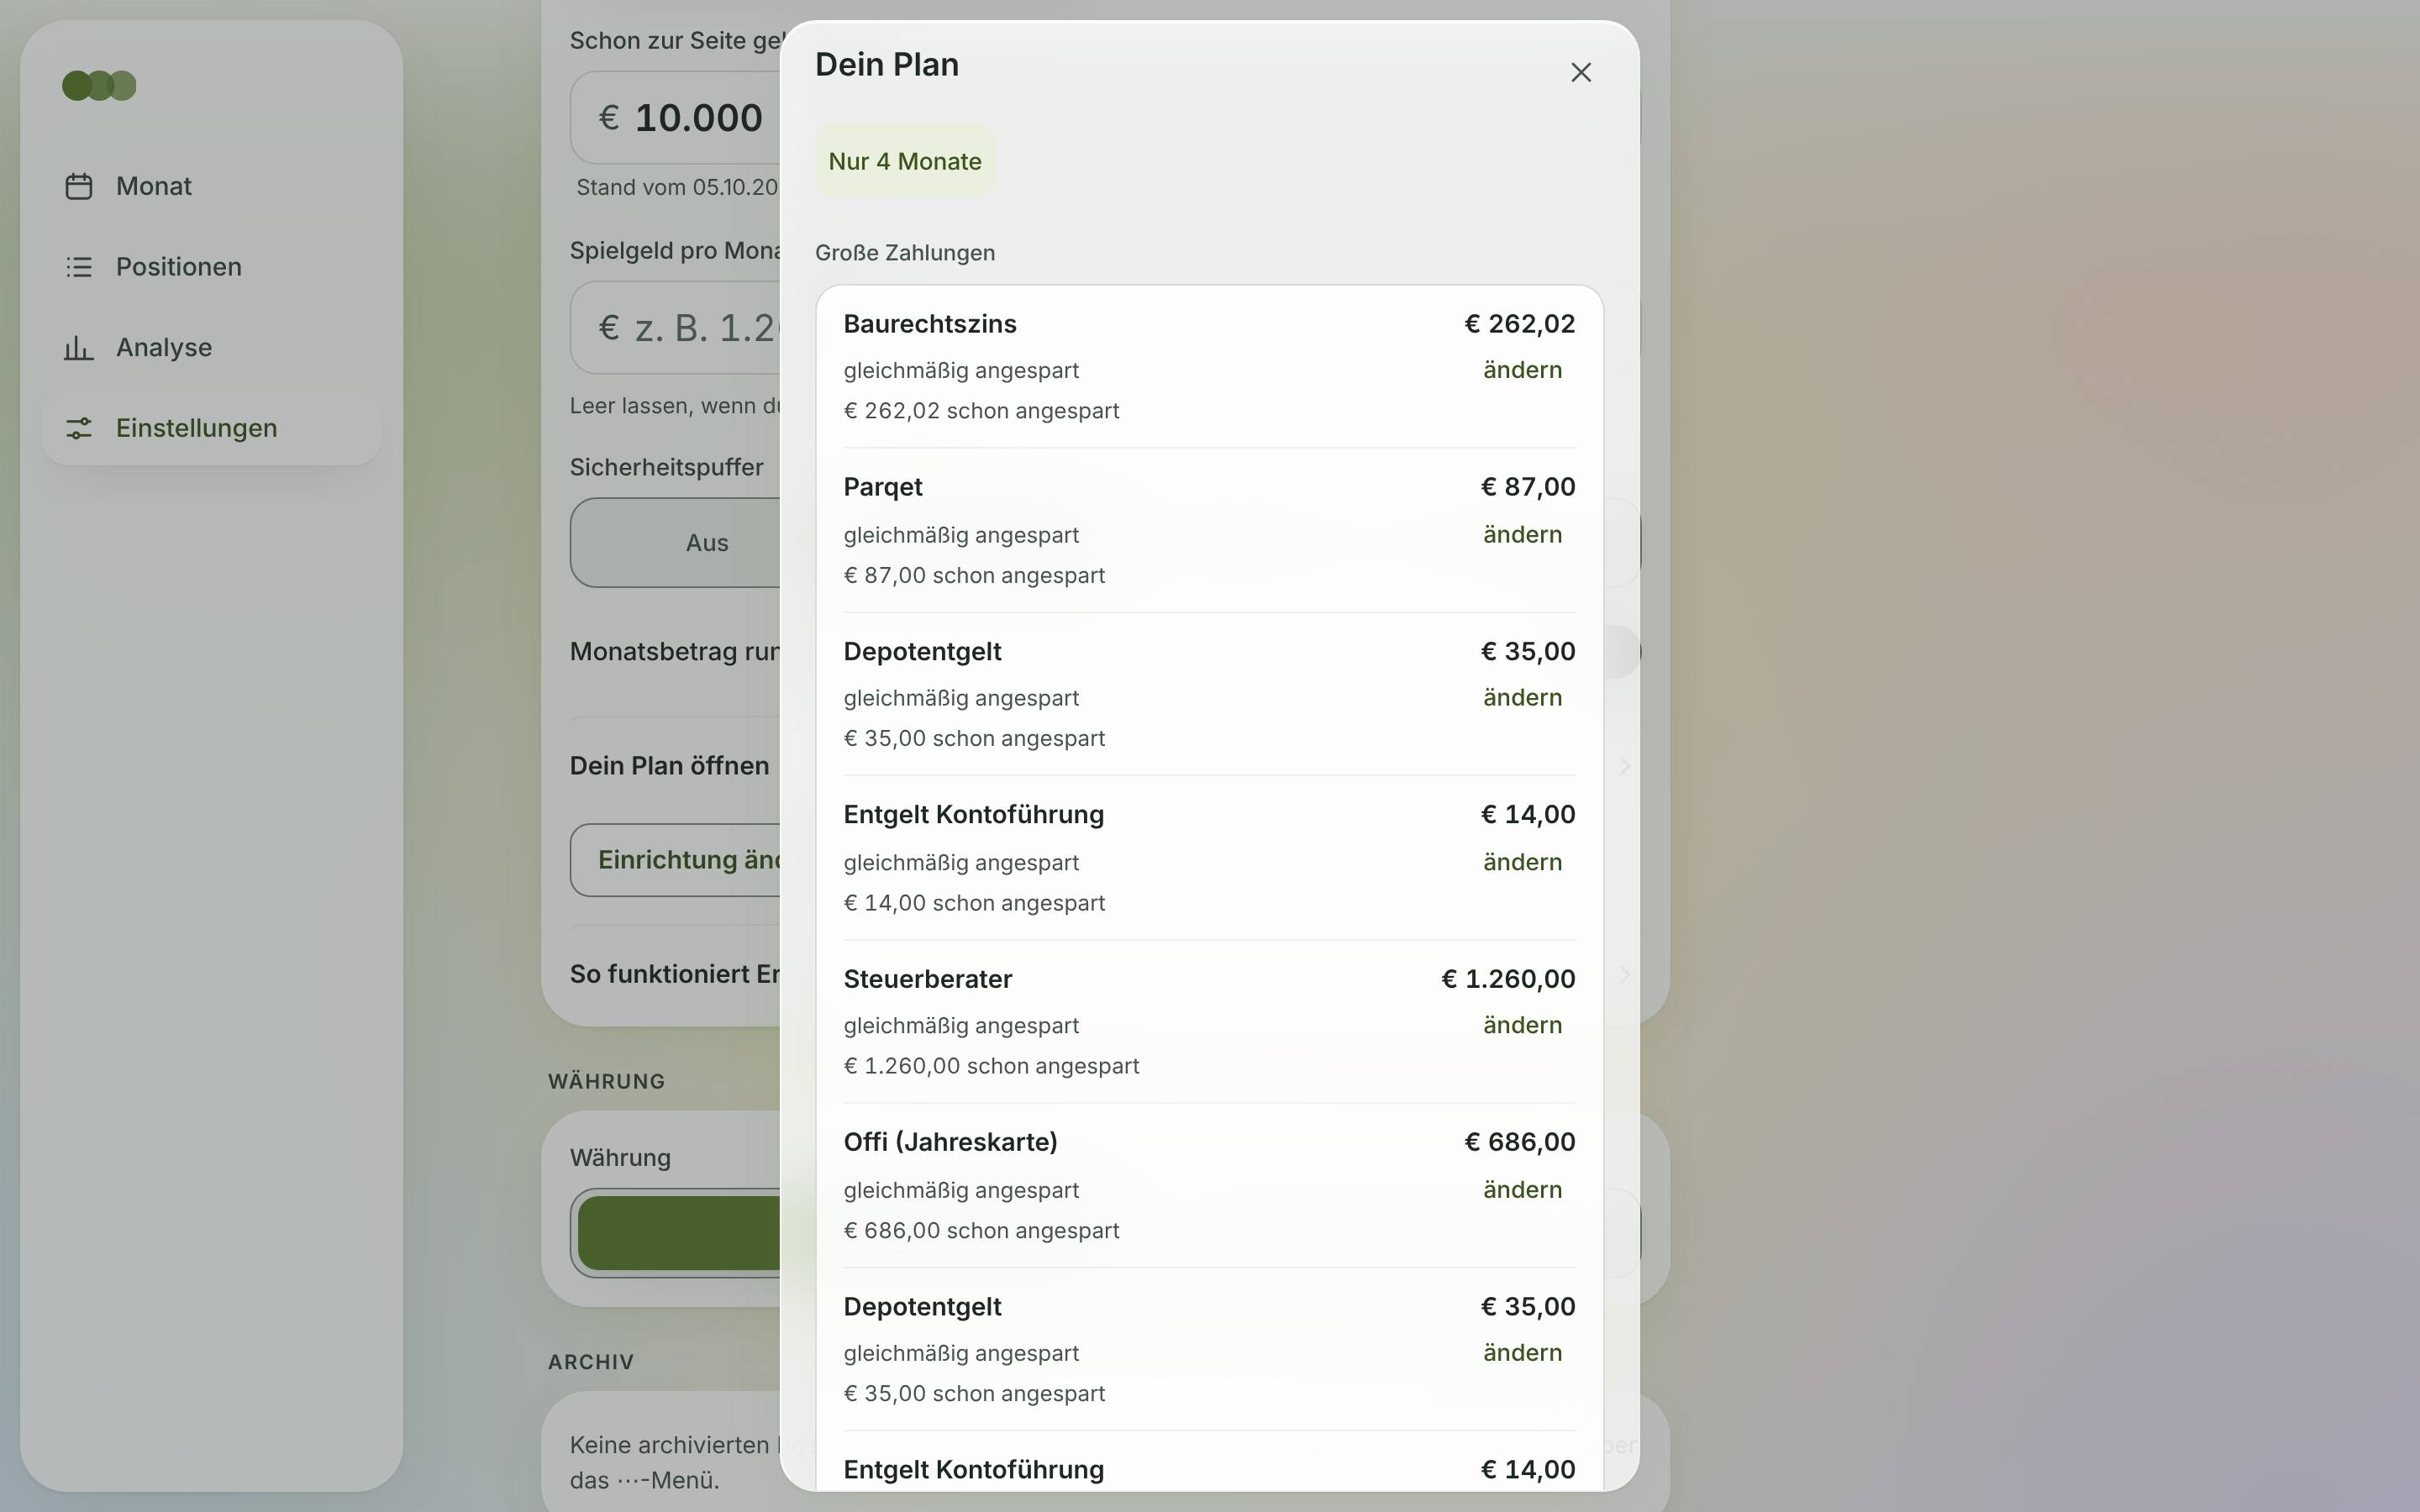 Monat
Positionen
Analyse
Einstellungen
Schon zur Seite ge
€ 10.000
Stand vom 05.10.20
Spielgeld pro Mona
€ z. B. 1.2
Leer lassen, wenn du
Sicherheitspuffer
Aus
Monatsbetrag run
Dein Plan öffnen
Einrichtung änd
So funktioniert Er
WÄHRUNG
Währung
ARCHIV
Keine archivierten
das ···-Menü.
Dein Plan
Nur 4 Monate
Große Zahlungen
Baurechtszins € 262,02
gleichmäßig angespart ändern
€ 262,02 schon angespart
Parqet € 87,00
gleichmäßig angespart ändern
€ 87,00 schon angespart
Depotentgelt € 35,00
gleichmäßig angespart ändern
€ 35,00 schon angespart
Entgelt Kontoführung € 14,00
gleichmäßig angespart ändern
€ 14,00 schon angespart
Steuerberater € 1.260,00
gleichmäßig angespart ändern
€ 1.260,00 schon angespart
Offi (Jahreskarte) € 686,00
gleichmäßig angespart ändern
€ 686,00 schon angespart
Depotentgelt € 35,00
gleichmäßig angespart ändern
€ 35,00 schon angespart
Entgelt Kontoführung € 14,00